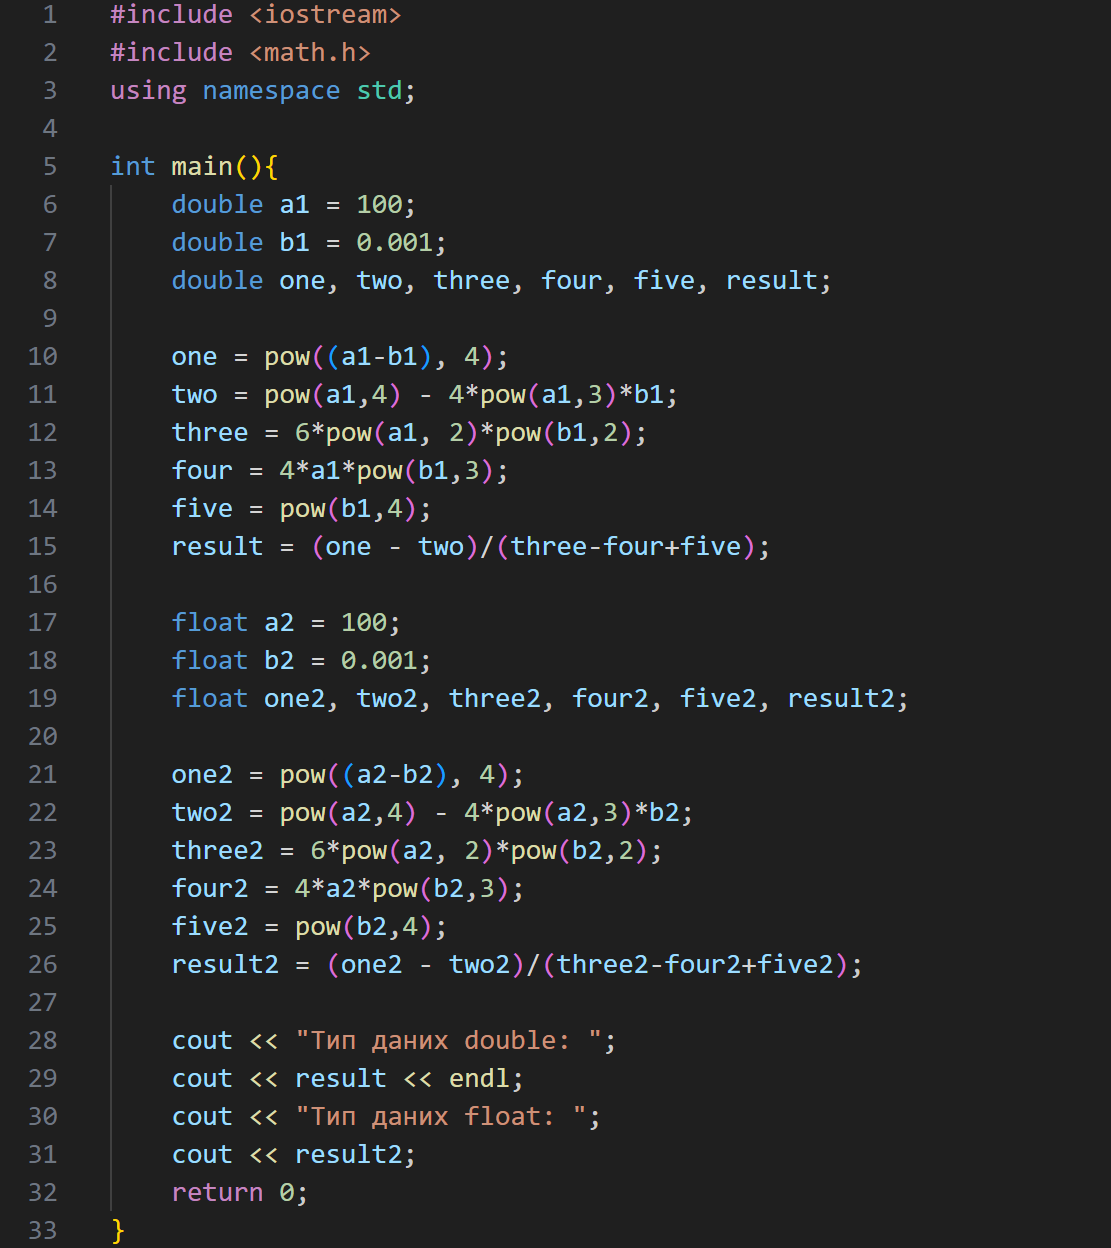 1 #include <iostream>
2 #include <math.h>
3 using namespace std;
4
5 int main(){
6     double a1 = 100;
7     double b1 = 0.001;
8     double one, two, three, four, five, result;
9
10     one = pow((a1-b1), 4);
11     two = pow(a1,4) - 4*pow(a1,3)*b1;
12     three = 6*pow(a1, 2)*pow(b1,2);
13     four = 4*a1*pow(b1,3);
14     five = pow(b1,4);
15     result = (one - two)/(three-four+five);
16
17     float a2 = 100;
18     float b2 = 0.001;
19     float one2, two2, three2, four2, five2, result2;
20
21     one2 = pow((a2-b2), 4);
22     two2 = pow(a2,4) - 4*pow(a2,3)*b2;
23     three2 = 6*pow(a2, 2)*pow(b2,2);
24     four2 = 4*a2*pow(b2,3);
25     five2 = pow(b2,4);
26     result2 = (one2 - two2)/(three2-four2+five2);
27
28     cout << "Тип даних double: ";
29     cout << result << endl;
30     cout << "Тип даних float: ";
31     cout << result2;
32     return 0;
33 }